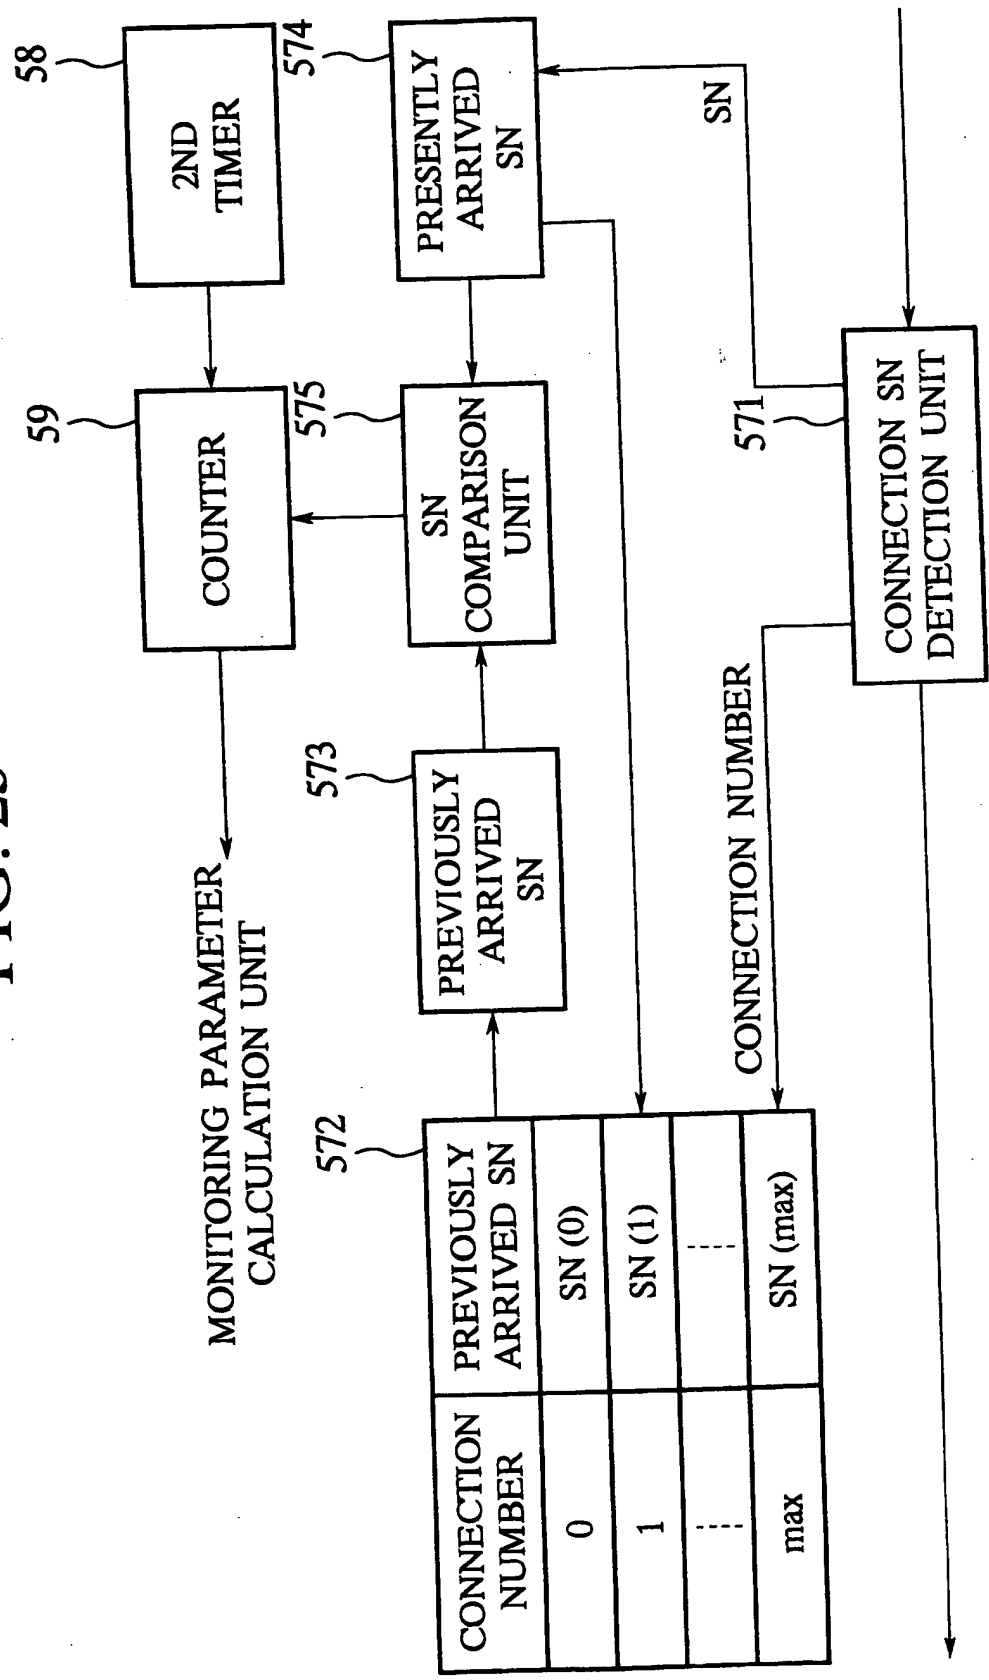 58
2ND
TIMER
59
COUNTER
MONITORING PARAMETER
CALCULATION UNIT
574
PRESENTLY
ARRIVED
SN
575
SN
COMPARISON
UNIT
573
PREVIOUSLY
ARRIVED
SN
572
CONNECTION
NUMBER
PREVIOUSLY
ARRIVED SN
0
SN (0)
1
SN (1)
max
SN (max)
SN
CONNECTION NUMBER
571
CONNECTION SN
DETECTION UNIT